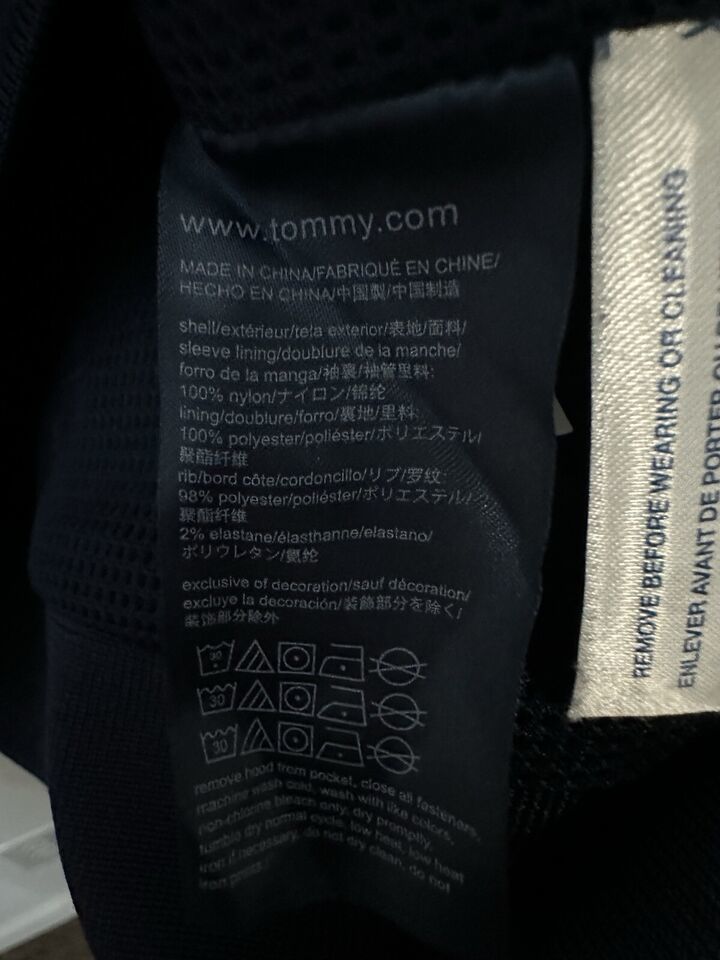 www.tommy.com
MADE IN CHINA/FABRIQUÉ EN CHINE/
HECHO EN CHINA/中国製/中国制造
shell/extérieur/tela exterior/表地/面料/
sleeve lining/doublure de la manche/
forro de la manga/袖裏/袖管里料:
100% nylon/ナイロン/锦纶
lining/doublure/forro/裏地/里料:
100% polyester/poliéster/ポリエステル/
聚酯纤维
rib/bord côte/cordoncillo/リブ/罗纹:
98% polyester/poliéster/ポリエステル/
聚酯纤维
2% elastane/élasthanne/elastano/
ポリウレタン/氨纶
exclusive of decoration/sauf décoration/
excluye la decoración/装飾部分を除く/
装饰部分除外
30
30
30
remove hood from pocket, close all fasteners,
machine wash cold, wash with like colors,
non-chlorine bleach only, dry promptly,
tumble dry normal cycle, low heat, low heat
iron if necessary, do not dry clean, do not
iron print
REMOVE BEFORE WEARING OR CLEANING
ENLEVER AVANT DE PORTER OU